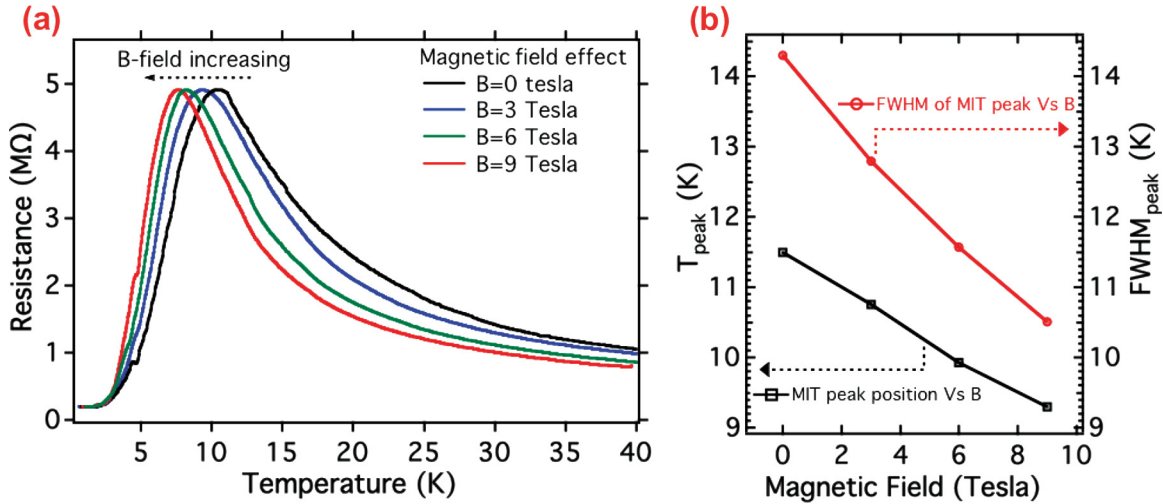 (a)
B-field increasing
Magnetic field effect
B=0 tesla
B=3 Tesla
B=6 Tesla
B=9 Tesla
Resistance (MΩ)
5
4
3
2
1
0
5 10 15 20 25 30 35 40
Temperature (K)
(b)
FWHM of MIT peak Vs B
MIT peak position Vs B
Tpeak (K)
14
13
12
11
10
9
FWHMpeak (K)
14
13
12
11
10
9
0 2 4 6 8 10
Magnetic Field (Tesla)